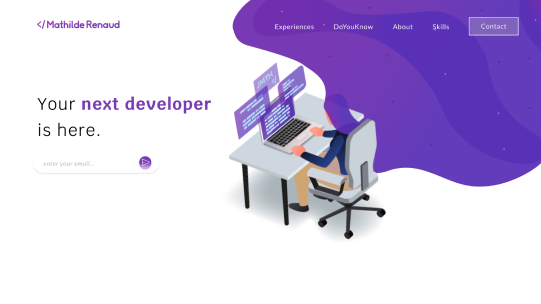 </ Mathilde Renaud
Experiences DoYouKnow About Skills Contact
Your next developer
is here.
enter your email...